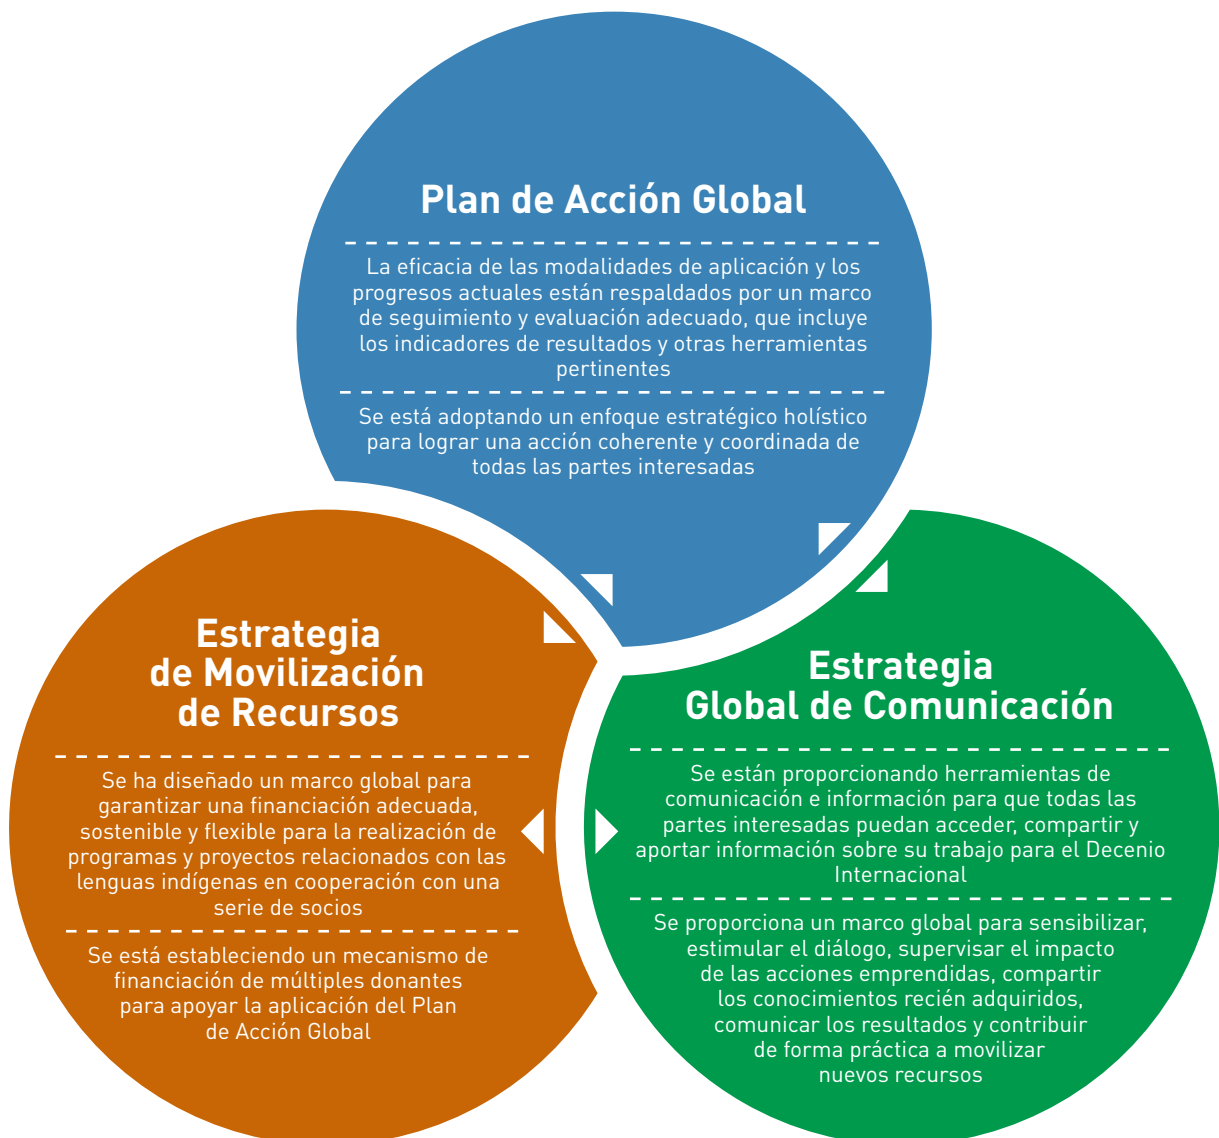 Plan de Acción Global
La eficacia de las modalidades de aplicación y los
progresos actuales están respaldados por un marco
de seguimiento y evaluación adecuado, que incluye
los indicadores de resultados y otras herramientas
pertinentes
Se está adoptando un enfoque estratégico holístico
para lograr una acción coherente y coordinada de
todas las partes interesadas
Estrategia
de Movilización
de Recursos
Se ha diseñado un marco global para
garantizar una financiación adecuada,
sostenible y flexible para la realización de
programas y proyectos relacionados con las
lenguas indígenas en cooperación con una
serie de socios
Se está estableciendo un mecanismo de
financiación de múltiples donantes
para apoyar la aplicación del Plan
de Acción Global
Estrategia
Global de Comunicación
Se están proporcionando herramientas de
comunicación e información para que todas las
partes interesadas puedan acceder, compartir y
aportar información sobre su trabajo para el Decenio
Internacional
Se proporciona un marco global para sensibilizar,
estimular el diálogo, supervisar el impacto
de las acciones emprendidas, compartir
los conocimientos recién adquiridos,
comunicar los resultados y contribuir
de forma práctica a movilizar
nuevos recursos